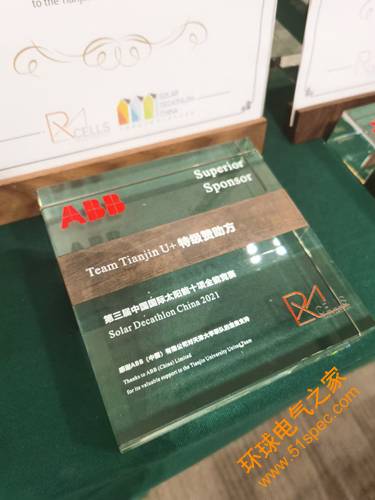 to the Tianjin
R CELLS
SOLAR
DECATHLON
CHINA
ABB
Superior
Sponsor
Team Tianjin U+ 特级赞助方
第三届中国国际太阳能十项全能竞赛
Solar Decathlon China 2021
感谢ABB（中国）有限公司对天津大学联队的鼎力支持
Thanks to ABB (China) Limited
for its valuable support to the Tianjin University United Team
R CELLS
环球电气之家
www.51spec.com